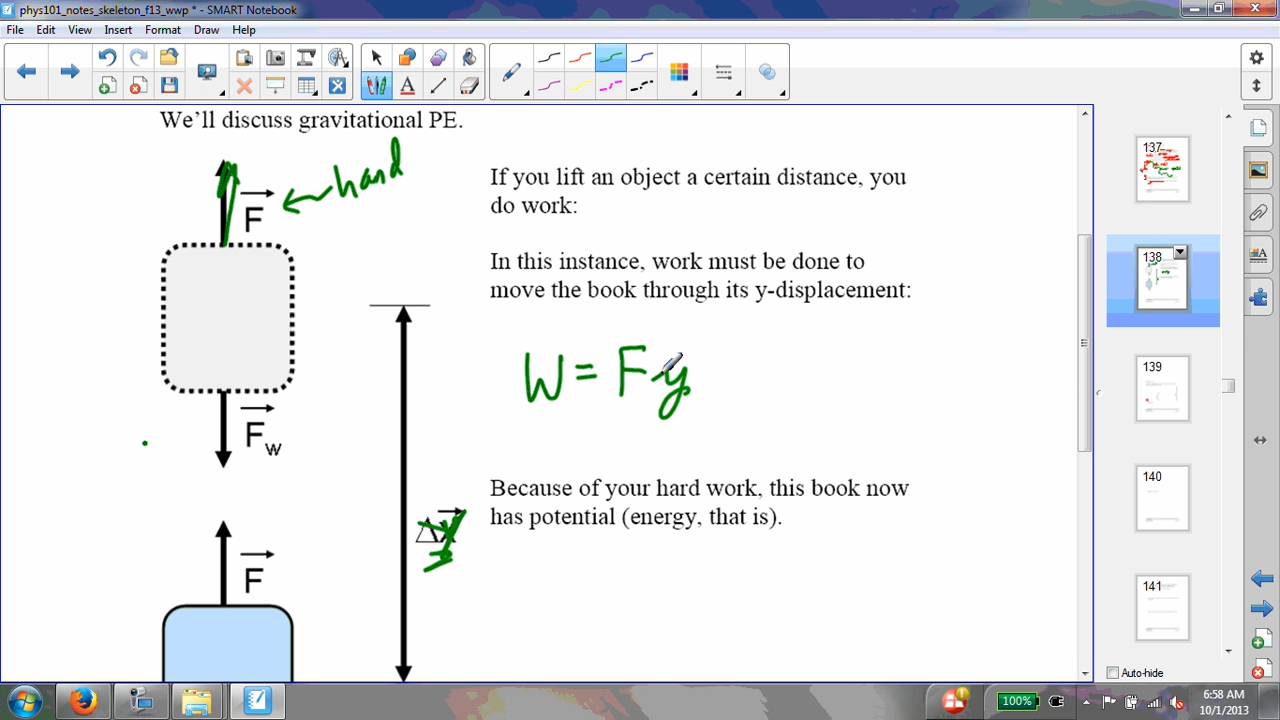 phys101_notes_skeleton_f13_wwp * - SMART Notebook
File Edit View Insert Format Draw Help
We'll discuss gravitational PE.
hand
F
If you lift an object a certain distance, you
do work:
In this instance, work must be done to
move the book through its y-displacement:
W = Fy
Fw
Because of your hard work, this book now
has potential (energy, that is).
Δ
F
137
138
139
140
141
Auto-hide
100%
6:58 AM
10/1/2013